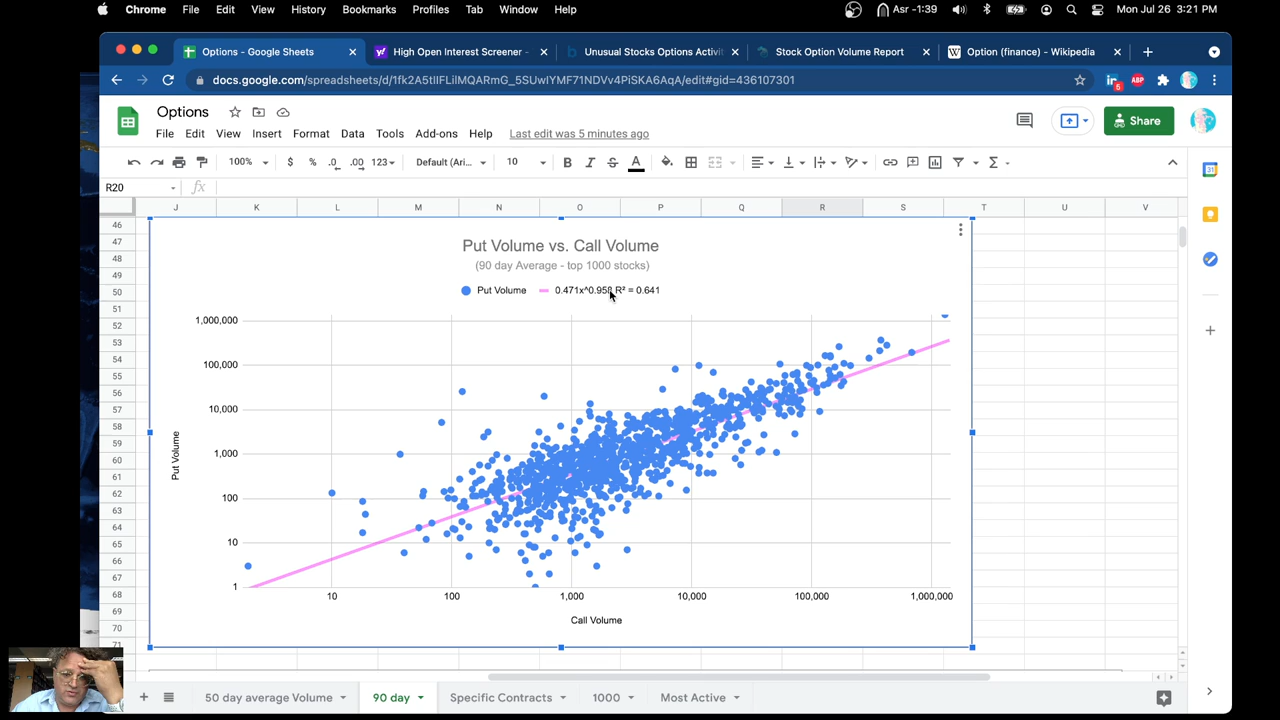 Chrome File Edit View History Bookmarks Profiles Tab Window Help Asr -1:39 Mon Jul 26 3:21 PM
Options - Google Sheets High Open Interest Screener - Unusual Stocks Options Activit Stock Option Volume Report Option (finance) - Wikipedia
docs.google.com/spreadsheets/d/1fk2A5tIIFLilMQARmG_5SUwIYMF71NDVv4PiSKA6AqA/edit#gid=436107301 ABP
Options
File Edit View Insert Format Data Tools Add-ons Help Last edit was 5 minutes ago Share
100% $ % .0 .00 123 Default (Ari... 10 B I S A
R20 fx
J K L M N O P Q R S T U V
46
47
48
49
50
51
52
53
54
55
56
57
58
59
60
61
62
63
64
65
66
67
68
69
70
71
Put Volume vs. Call Volume
(90 day Average - top 1000 stocks)
Put Volume 0.471x^0.958 R² = 0.641
1,000,000
100,000
10,000
1,000
100
10
1
Put Volume
10 100 1,000 10,000 100,000 1,000,000
Call Volume
50 day average Volume 90 day Specific Contracts 1000 Most Active